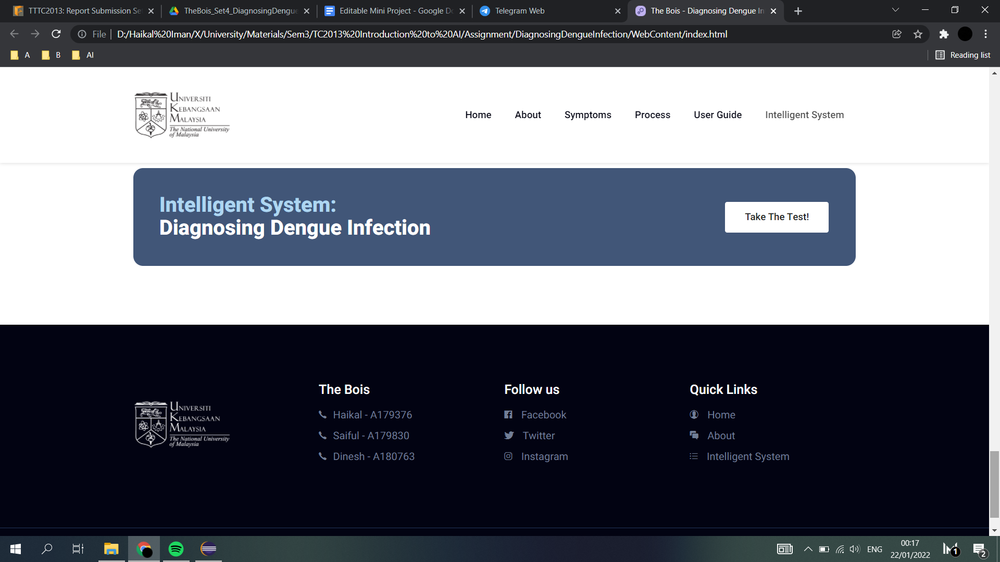 TTTC2013: Report Submission Se
TheBois_Set4_DiagnosingDengue
Editable Mini Project - Google Do
Telegram Web
The Bois - Diagnosing Dengue In
File
D:/Haikal%20Iman/X/University/Materials/Sem3/TC2013%20Introduction%20to%20AI/Assignment/DiagnosingDengueInfection/WebContent/index.html
A
B
AI
Reading list
UNIVERSITI
KEBANGSAAN
MALAYSIA
The National University
of Malaysia
Home
About
Symptoms
Process
User Guide
Intelligent System
Intelligent System:
Diagnosing Dengue Infection
Take The Test!
UNIVERSITI
KEBANGSAAN
MALAYSIA
The National University
of Malaysia
The Bois
Haikal - A179376
Saiful - A179830
Dinesh - A180763
Follow us
Facebook
Twitter
Instagram
Quick Links
Home
About
Intelligent System
ENG
00:17
22/01/2022
1
2